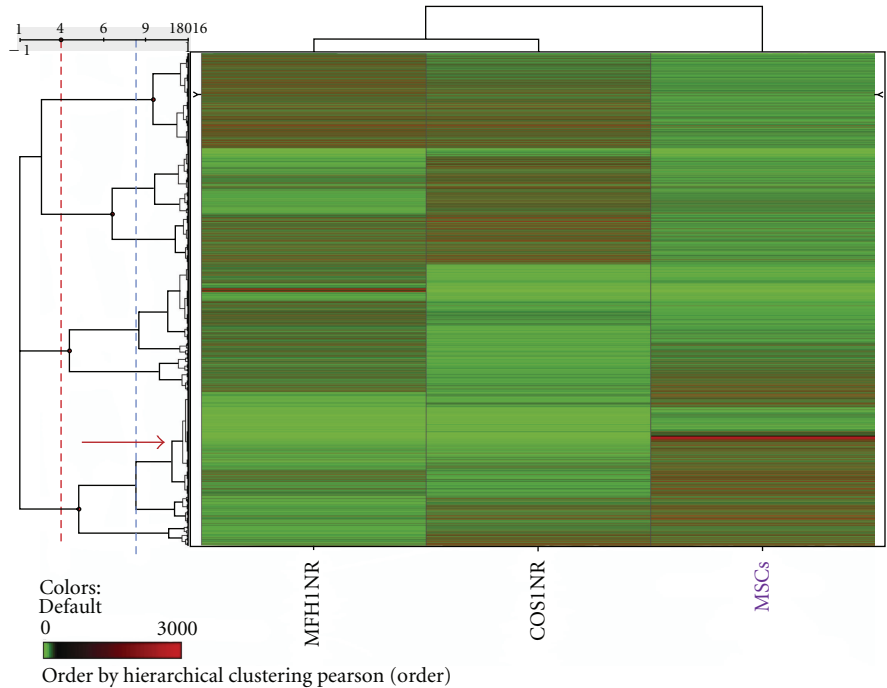 1 4 6 9 18016
−1 1
MFH1NR
COS1NR
MSCs
Colors:
Default
0 3000
Order by hierarchical clustering pearson (order)